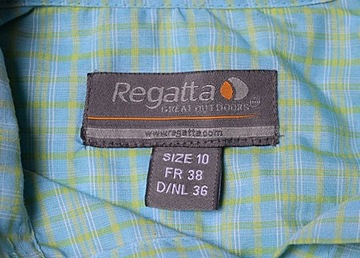 Regatta
GREAT OUTDOORS
www.regatta.com
SIZE 10
FR 38
D/NL 36